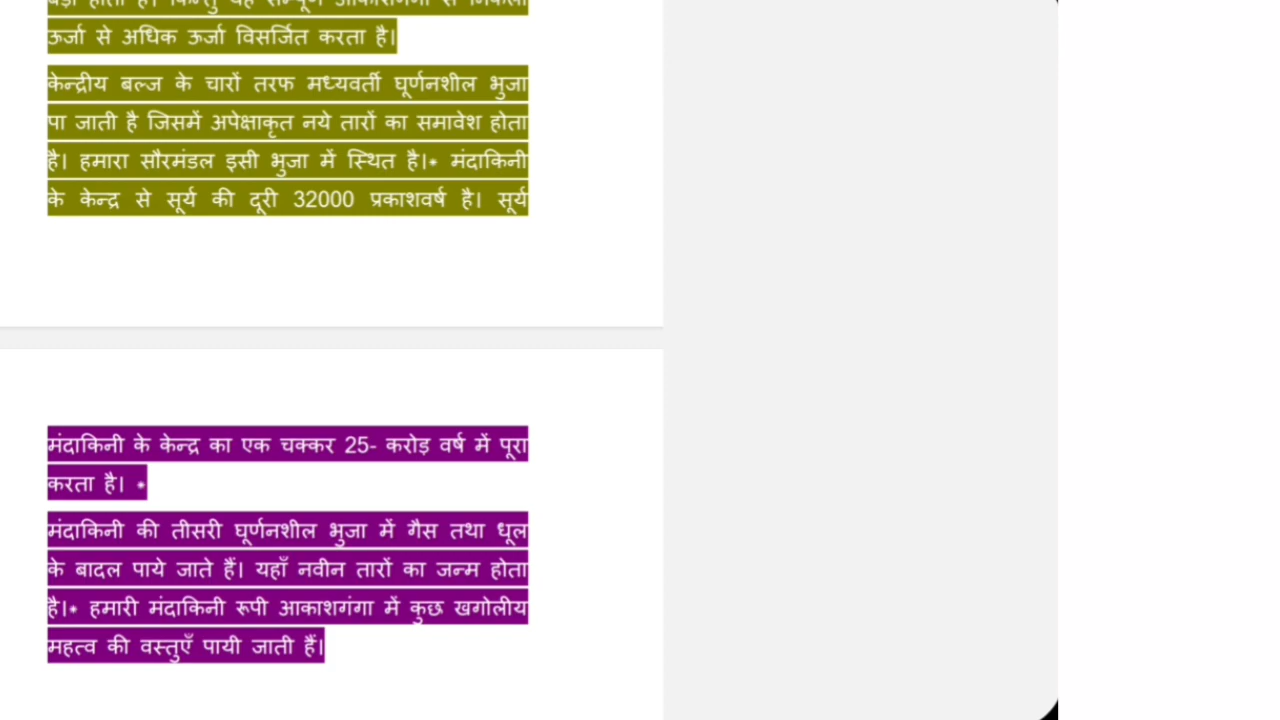 ऊर्जा से अधिक ऊर्जा विसर्जित करता है।
केन्द्रीय बल्ज के चारों तरफ मध्यवर्ती घूर्णनशील भुजा
पा जाती है जिसमें अपेक्षाकृत नये तारों का समावेश होता
है। हमारा सौरमंडल इसी भुजा में स्थित है।* मंदाकिनी
के केन्द्र से सूर्य की दूरी 32000 प्रकाशवर्ष है। सूर्य
मंदाकिनी के केन्द्र का एक चक्कर 25- करोड़ वर्ष में पूरा
करता है। *
मंदाकिनी की तीसरी घूर्णनशील भुजा में गैस तथा धूल
के बादल पाये जाते हैं। यहाँ नवीन तारों का जन्म होता
है।* हमारी मंदाकिनी रूपी आकाशगंगा में कुछ खगोलीय
महत्व की वस्तुएँ पायी जाती हैं।